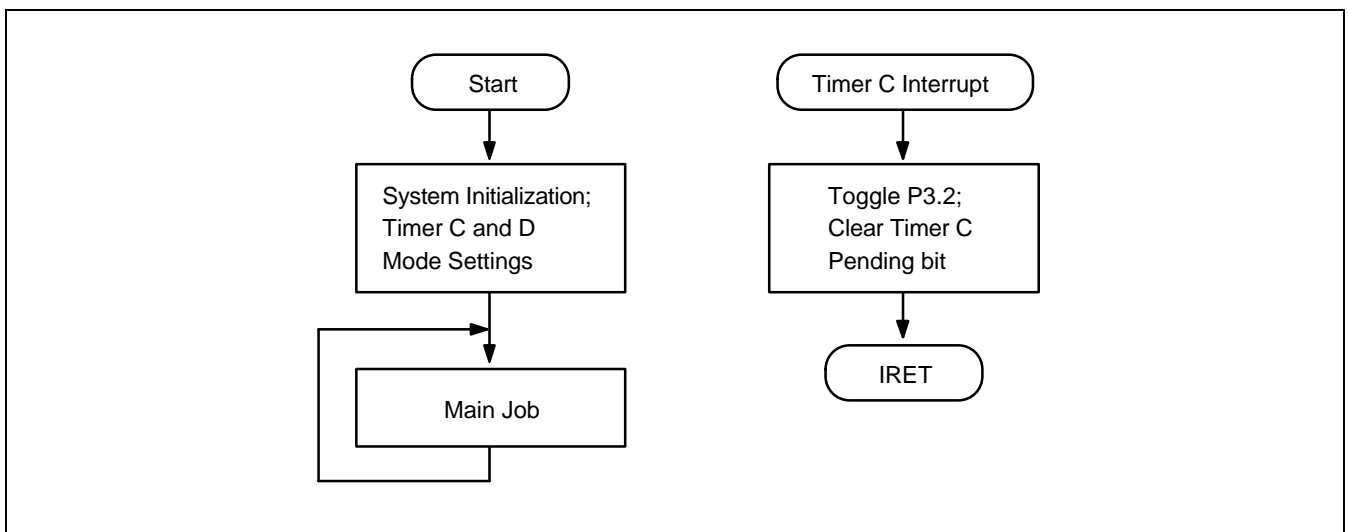 Start
System Initialization;
Timer C and D
Mode Settings
Main Job
Timer C Interrupt
Toggle P3.2;
Clear Timer C
Pending bit
IRET